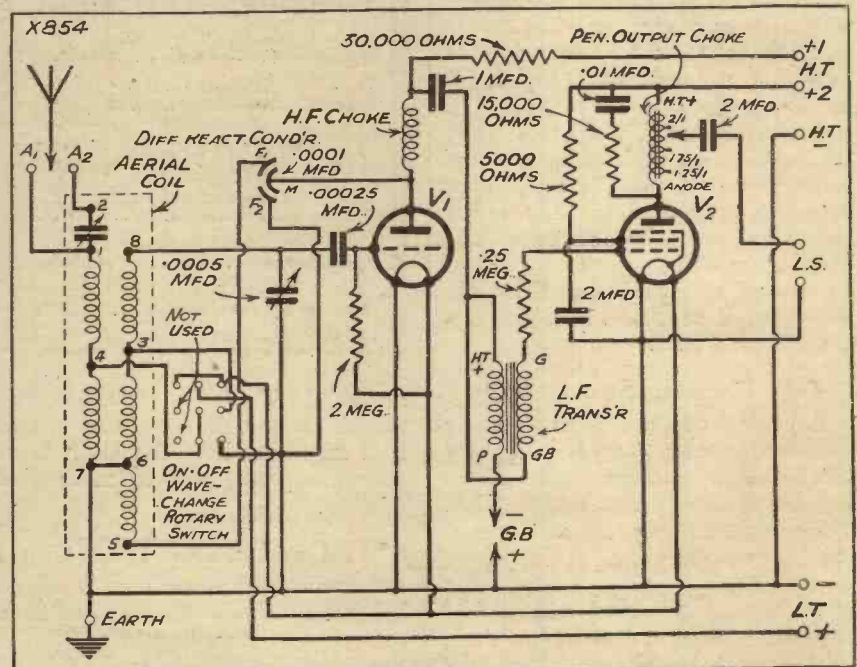 X854
30,000 OHMS
PEN. OUTPUT CHOKE
+1
H.T
+2
H.T
-
.01 MFD.
1 MFD.
H.T+
2/1
1.75/1
1.25/1
ANODE
2 MFD.
15,000
OHMS
H.F. CHOKE
A1
A2
DIFF REACT COND'R.
AERIAL
COIL
F1
.0001
MFD
M
F2
.00025
MFD.
V1
5000
OHMS
V2
2
1
8
.0005
MFD
.25
MEG.
2 MFD
L.S.
NOT
USED
3
4
2 MEG.
HT
+
G
L.F
TRANS'R
P
GB
7
6
5
ON-OFF
WAVE-
CHANGE
ROTARY
SWITCH
-
G.B
+
EARTH
-
L.T.
+